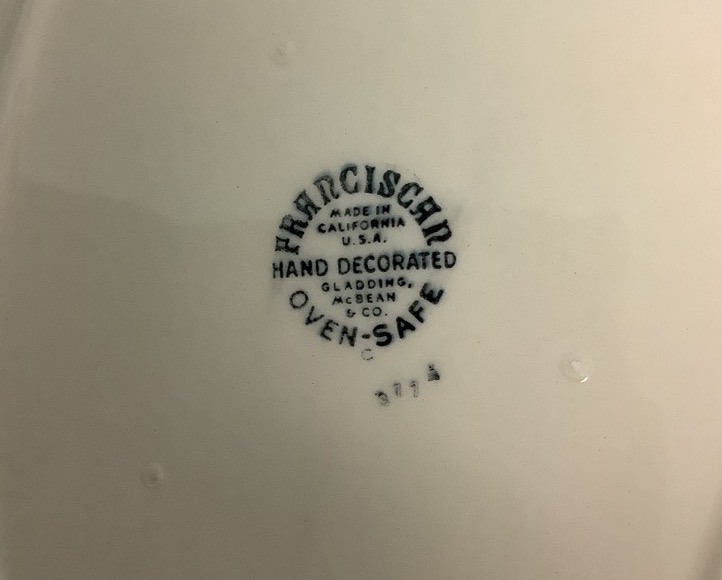 FRANCISCAN
MADE IN
CALIFORNIA
U.S.A.
HAND DECORATED
GLADDING,
McBEAN
& CO.
OVEN-SAFE
C